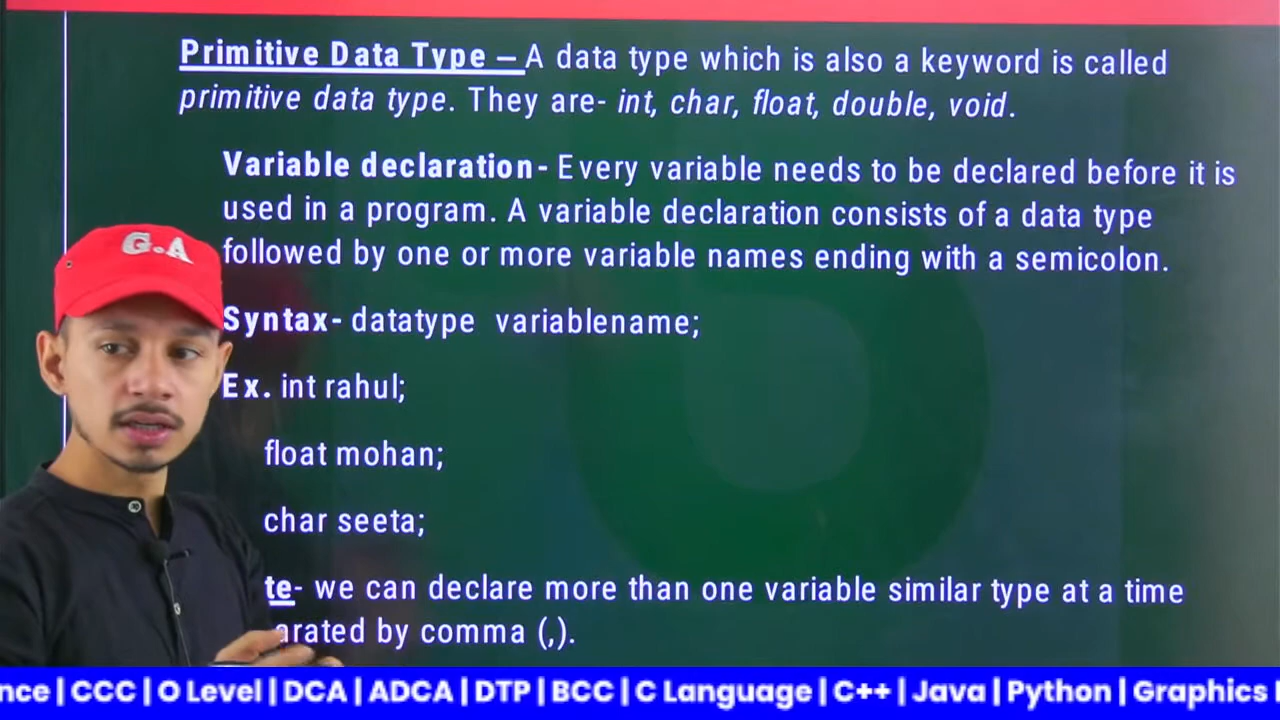 Primitive Data Type – A data type which is also a keyword is called
primitive data type. They are- int, char, float, double, void.
Variable declaration- Every variable needs to be declared before it is
used in a program. A variable declaration consists of a data type
followed by one or more variable names ending with a semicolon.
G.A
Syntax- datatype variablename;
Ex. int rahul;
float mohan;
char seeta;
te- we can declare more than one variable similar type at a time
arated by comma (,).
nce | CCC | O Level | DCA | ADCA | DTP | BCC | C Language | C++ | Java | Python | Graphics